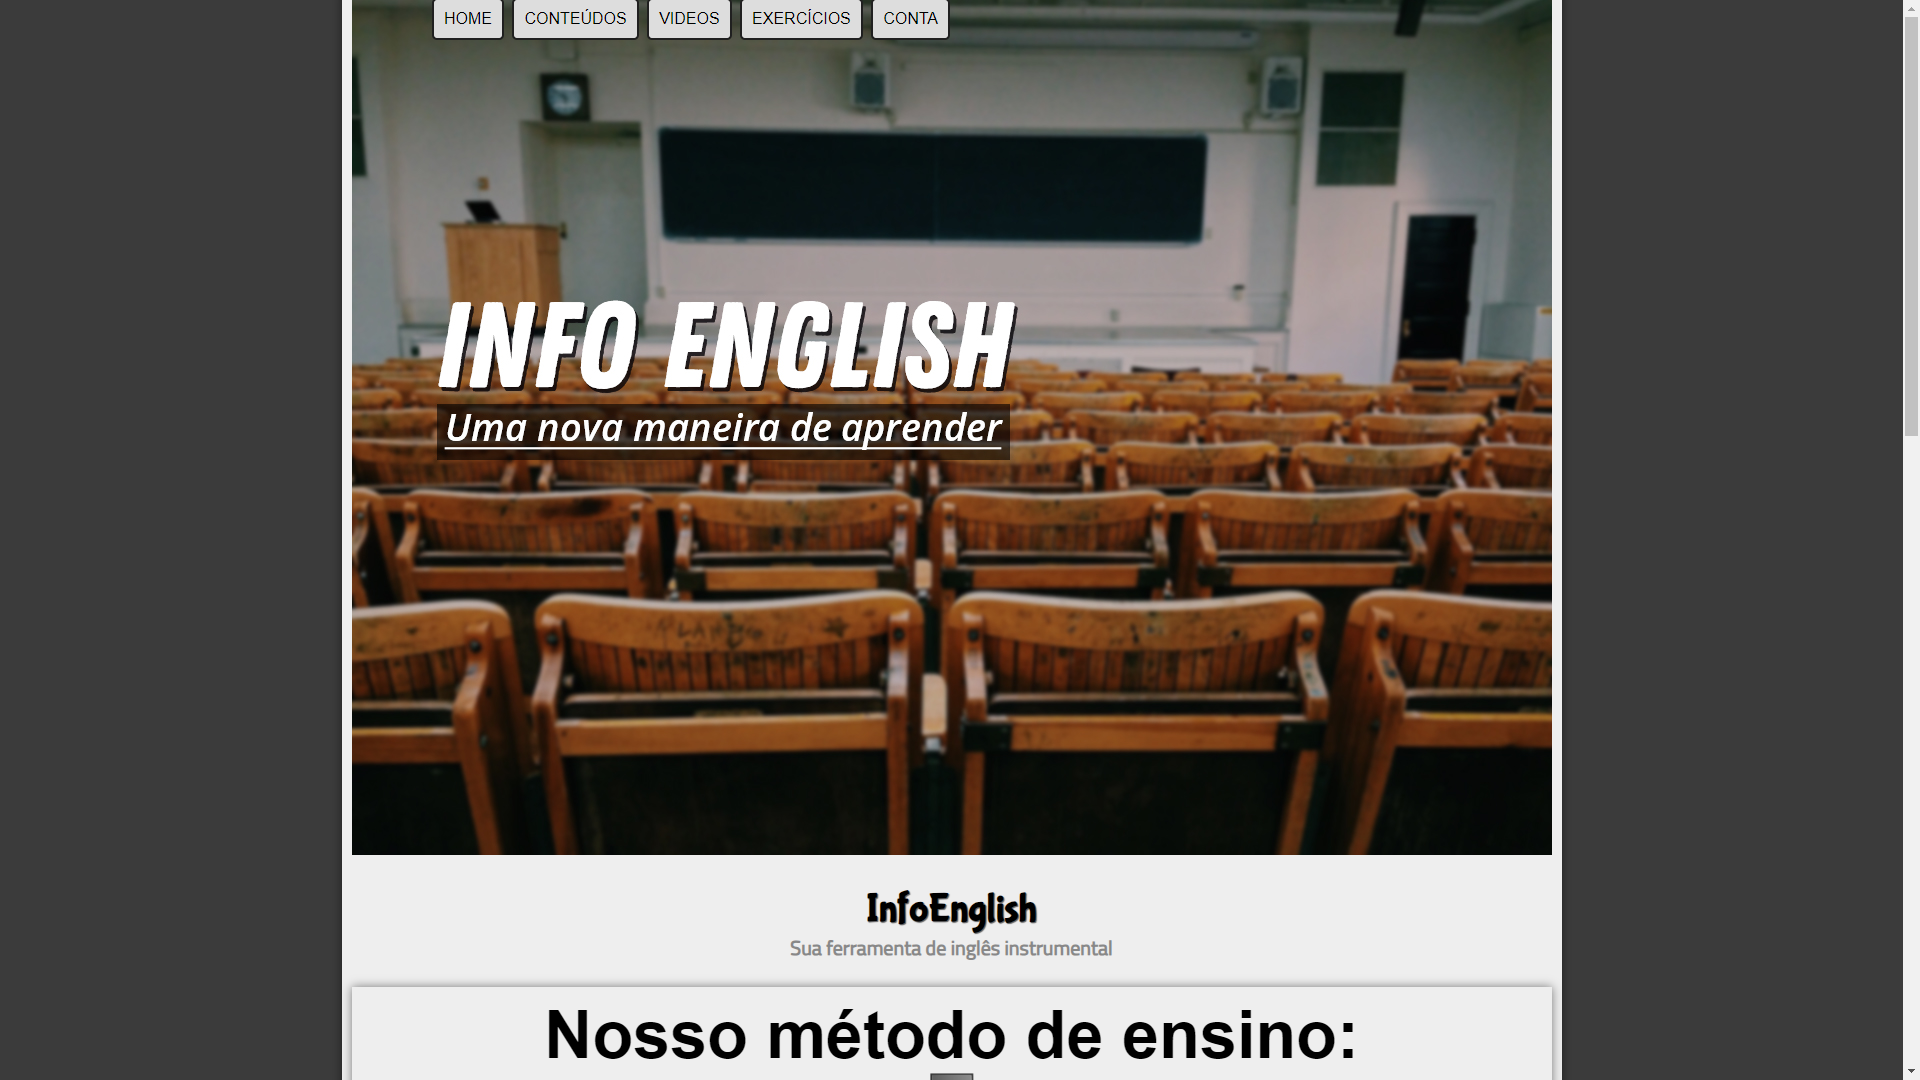 HOME CONTEÚDOS VIDEOS EXERCÍCIOS CONTA
INFO ENGLISH
Uma nova maneira de aprender
InfoEnglish
Sua ferramenta de inglês instrumental
Nosso método de ensino: